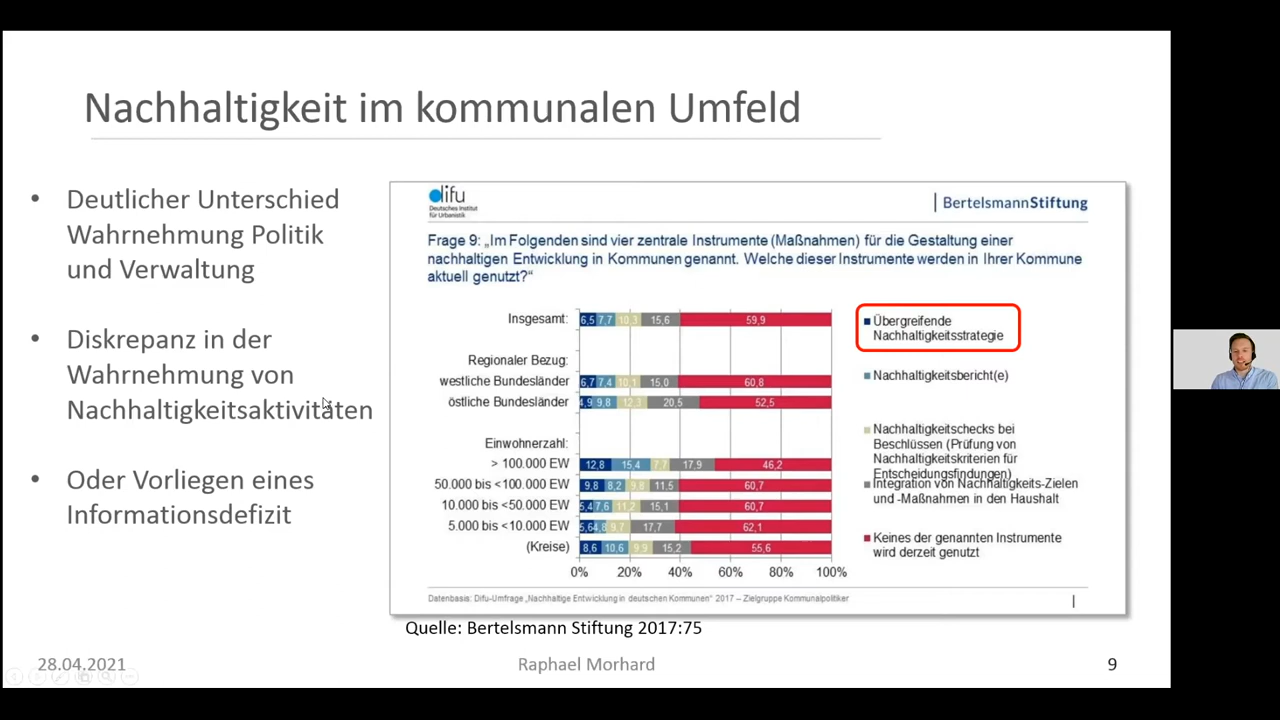 Nachhaltigkeit im kommunalen Umfeld
• Deutlicher Unterschied
Wahrnehmung Politik
und Verwaltung
• Diskrepanz in der
Wahrnehmung von
Nachhaltigkeitsaktivitäten
• Oder Vorliegen eines
Informationsdefizit
difu
Deutsches Institut
für Urbanistik
BertelsmannStiftung
Frage 9: „Im Folgenden sind vier zentrale Instrumente (Maßnahmen) für die Gestaltung einer
nachhaltigen Entwicklung in Kommunen genannt. Welche dieser Instrumente werden in Ihrer Kommune
aktuell genutzt?“
Insgesamt: 6,5 7,7 10,3 15,6 59,9
Regionaler Bezug:
westliche Bundesländer 6,7 7,4 10,1 15,0 60,8
östliche Bundesländer 4,9 9,8 12,3 20,5 52,5
Einwohnerzahl:
> 100.000 EW 12,8 15,4 7,7 17,9 46,2
50.000 bis <100.000 EW 9,8 8,2 9,8 11,5 60,7
10.000 bis <50.000 EW 5,4 7,6 11,2 15,1 60,7
5.000 bis <10.000 EW 5,6 4,8 9,7 17,7 62,1
(Kreise) 8,6 10,6 9,9 15,2 55,6
0% 20% 40% 60% 80% 100%
Übergreifende
Nachhaltigkeitsstrategie
Nachhaltigkeitsbericht(e)
Nachhaltigkeitschecks bei
Beschlüssen (Prüfung von
Nachhaltigkeitskriterien für
Entscheidungsfindungen)
Integration von Nachhaltigkeits-Zielen
und -Maßnahmen in den Haushalt
Keines der genannten Instrumente
wird derzeit genutzt
Datenbasis: Difu-Umfrage „Nachhaltige Entwicklung in deutschen Kommunen“ 2017 – Zielgruppe Kommunalpolitiker
Quelle: Bertelsmann Stiftung 2017:75
28.04.2021
Raphael Morhard
9